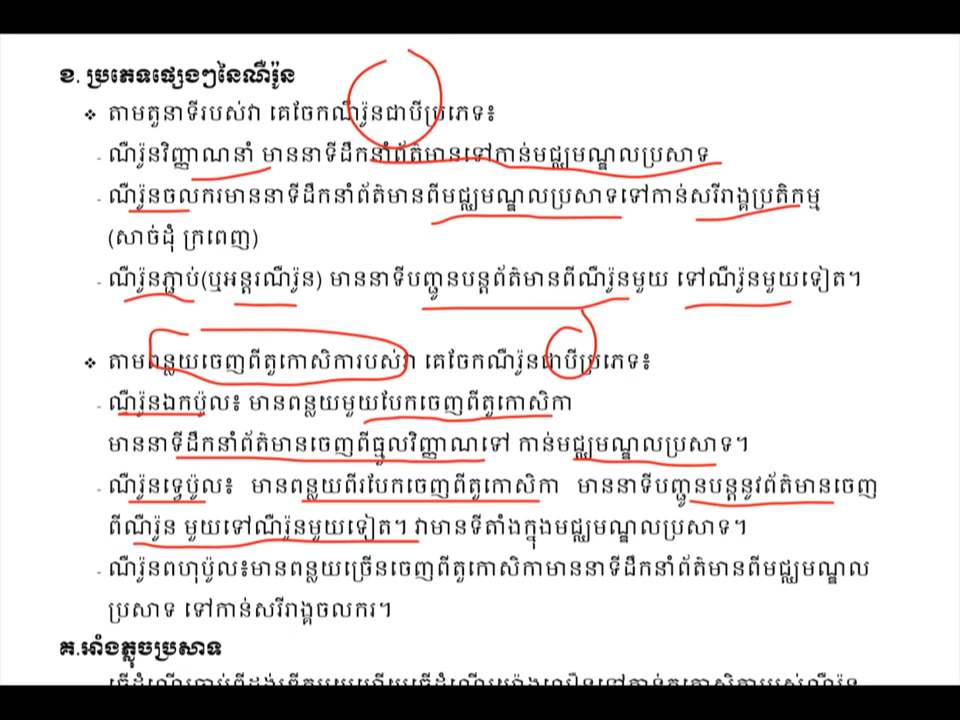 ខ. ប្រភេទផ្សេងៗនៃណឺរ៉ូន
❖ តាមតួនាទីរបស់វា គេចែកណឺរ៉ូនជាបីប្រភេទ៖
- ណឺរ៉ូនវិញ្ញាណនាំ មាននាទីដឹកនាំព័ត៌មានទៅកាន់មជ្ឈមណ្ឌលប្រសាទ
- ណឺរ៉ូនចលករមាននាទីដឹកនាំព័ត៌មានពីមជ្ឈមណ្ឌលប្រសាទទៅកាន់សរីរាង្គប្រតិកម្ម
(សាច់ដុំ ក្រពេញ)
- ណឺរ៉ូនភ្ជាប់(ឬអន្តរណឺរ៉ូន) មាននាទីបញ្ជូនបន្តព័ត៌មានពីណឺរ៉ូនមួយ ទៅណឺរ៉ូនមួយទៀត។
❖ តាមពន្លយចេញពីតួកោសិការបស់វា គេចែកណឺរ៉ូនជាបីប្រភេទ៖
- ណឺរ៉ូនឯកប៉ូល៖ មានពន្លយមួយបែកចេញពីតួកោសិកា
មាននាទីដឹកនាំព័ត៌មានចេញពីធ្មួលវិញ្ញាណទៅ កាន់មជ្ឈមណ្ឌលប្រសាទ។
- ណឺរ៉ូនទ្វេប៉ូល៖ មានពន្លយពីរបែកចេញពីតួកោសិកា មាននាទីបញ្ជូនបន្តនូវព័ត៌មានចេញ
ពីណឺរ៉ូន មួយទៅណឺរ៉ូនមួយទៀត។ វាមានទីតាំងក្នុងមជ្ឈមណ្ឌលប្រសាទ។
- ណឺរ៉ូនពហុប៉ូល៖មានពន្លយច្រើនចេញពីតួកោសិកាមាននាទីដឹកនាំព័ត៌មានពីមជ្ឈមណ្ឌល
ប្រសាទ ទៅកាន់សរីរាង្គចលករ។
គ.អាំងភ្លុចប្រសាទ